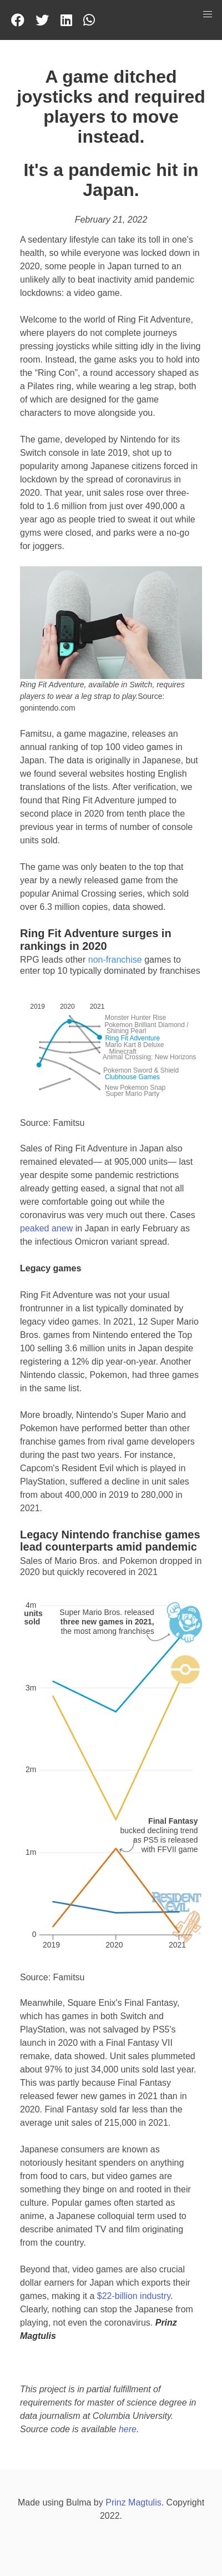 A game ditched
joysticks and required
players to move
instead.
It's a pandemic hit in
Japan.
February 21, 2022
A sedentary lifestyle can take its toll in one's
health, so while everyone was locked down in
2020, some people in Japan turned to an
unlikely ally to beat inactivity amid pandemic
lockdowns: a video game.
Welcome to the world of Ring Fit Adventure,
where players do not complete journeys
pressing joysticks while sitting idly in the living
room. Instead, the game asks you to hold into
the “Ring Con”, a round accessory shaped as
a Pilates ring, while wearing a leg strap, both
of which are designed for the game
characters to move alongside you.
The game, developed by Nintendo for its
Switch console in late 2019, shot up to
popularity among Japanese citizens forced in
lockdown by the spread of coronavirus in
2020. That year, unit sales rose over three-
fold to 1.6 million from just over 490,000 a
year ago as people tried to sweat it out while
gyms were closed, and parks were a no-go
for joggers.
Ring Fit Adventure, available in Switch, requires
players to wear a leg strap to play.Source:
gonintendo.com
Famitsu, a game magazine, releases an
annual ranking of top 100 video games in
Japan. The data is originally in Japanese, but
we found several websites hosting English
translations of the lists. After verification, we
found that Ring Fit Adventure jumped to
second place in 2020 from tenth place the
previous year in terms of number of console
units sold.
The game was only beaten to the top that
year by a newly released game from another
popular Animal Crossing series, which sold
over 6.3 million copies, data showed.
Ring Fit Adventure surges in
rankings in 2020
RPG leads other non-franchise games to
enter top 10 typically dominated by franchises
2019 2020 2021
Monster Hunter Rise
Pokemon Brilliant Diamond /
Shining Pearl
Ring Fit Adventure
Mario Kart 8 Deluxe
Minecraft
Animal Crossing: New Horizons
Pokemon Sword & Shield
Clubhouse Games
New Pokemon Snap
Super Mario Party
Source: Famitsu
Sales of Ring Fit Adventure in Japan also
remained elevated— at 905,000 units— last
year despite some pandemic restrictions
already getting eased, a signal that not all
were comfortable going out while the
coronavirus was very much out there. Cases
peaked anew in Japan in early February as
the infectious Omicron variant spread.
Legacy games
Ring Fit Adventure was not your usual
frontrunner in a list typically dominated by
legacy video games. In 2021, 12 Super Mario
Bros. games from Nintendo entered the Top
100 selling 3.6 million units in Japan despite
registering a 12% dip year-on-year. Another
Nintendo classic, Pokemon, had three games
in the same list.
More broadly, Nintendo's Super Mario and
Pokemon have performed better than other
franchise games from rival game developers
during the past two years. For instance,
Capcom's Resident Evil which is played in
PlayStation, suffered a decline in unit sales
from about 400,000 in 2019 to 280,000 in
2021.
Legacy Nintendo franchise games
lead counterparts amid pandemic
Sales of Mario Bros. and Pokemon dropped in
2020 but quickly recovered in 2021
4m
units
sold
Super Mario Bros. released
three new games in 2021,
the most among franchises
3m
2m
Final Fantasy
bucked declining trend
as PS5 is released
with FFVII game
1m
RESIDENT
EVIL
0
2019 2020 2021
Source: Famitsu
Meanwhile, Square Enix's Final Fantasy,
which has games in both Switch and
PlayStation, was not salvaged by PS5's
launch in 2020 with a Final Fantasy VII
remake, data showed. Unit sales plummeted
about 97% to just 34,000 units sold last year.
This was partly because Final Fantasy
released fewer new games in 2021 than in
2020. Final Fantasy sold far less than the
average unit sales of 215,000 in 2021.
Japanese consumers are known as
notoriously hesitant spenders on anything
from food to cars, but video games are
something they binge on and rooted in their
culture. Popular games often started as
anime, a Japanese colloquial term used to
describe animated TV and film originating
from the country.
Beyond that, video games are also crucial
dollar earners for Japan which exports their
games, making it a $22-billion industry.
Clearly, nothing can stop the Japanese from
playing, not even the coronavirus. Prinz
Magtulis
This project is in partial fulfillment of
requirements for master of science degree in
data journalism at Columbia University.
Source code is available here.
Made using Bulma by Prinz Magtulis. Copyright
2022.